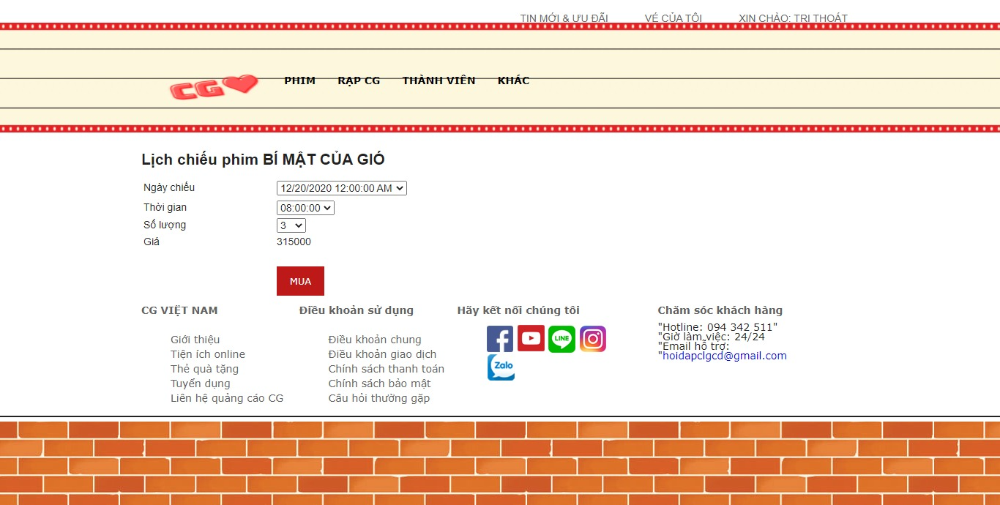 TIN MỚI & ƯU ĐÃI VÉ CỦA TÔI XIN CHÀO: TRI THOÁT
CG PHIM RẠP CG THÀNH VIÊN KHÁC
Lịch chiếu phim BÍ MẬT CỦA GIÓ
Ngày chiếu 12/20/2020 12:00:00 AM
Thời gian 08:00:00
Số lượng 3
Giá 315000
MUA
CG VIỆT NAM
Giới thiệu
Tiện ích online
Thẻ quà tặng
Tuyển dụng
Liên hệ quảng cáo CG
Điều khoản sử dụng
Điều khoản chung
Điều khoản giao dịch
Chính sách thanh toán
Chính sách bảo mật
Câu hỏi thường gặp
Hãy kết nối chúng tôi
LINE
Zalo
Chăm sóc khách hàng
"Hotline: 094 342 511"
"Giờ làm việc: 24/24
"Email hỗ trợ:
"hoidapclgcd@gmail.com